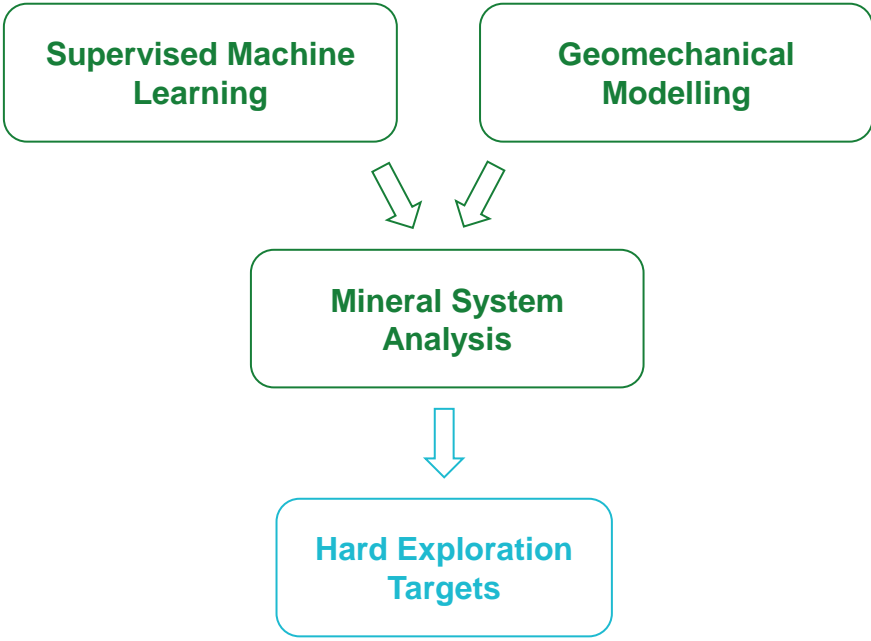 Supervised Machine
Learning
Geomechanical
Modelling
Mineral System
Analysis
Hard Exploration
Targets